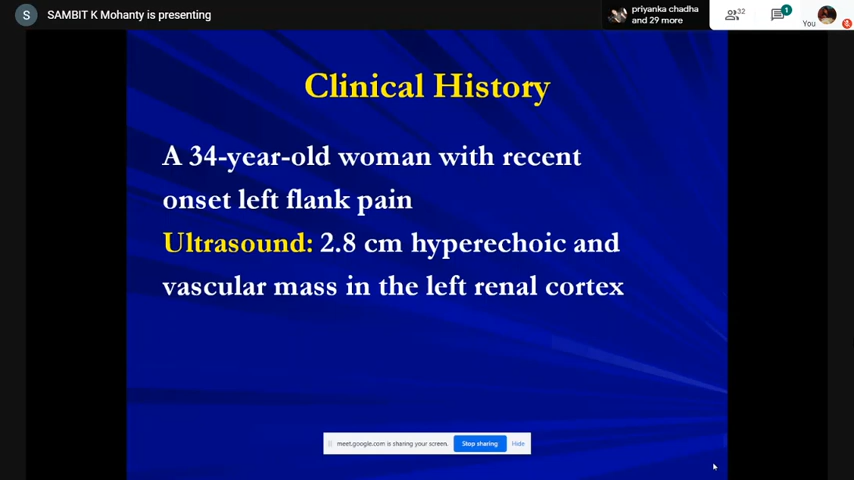 S
SAMBIT K Mohanty is presenting
priyanka chadha
and 29 more
32
1
You
Clinical History
A 34-year-old woman with recent
onset left flank pain
Ultrasound: 2.8 cm hyperechoic and
vascular mass in the left renal cortex
meet.google.com is sharing your screen.
Stop sharing
Hide